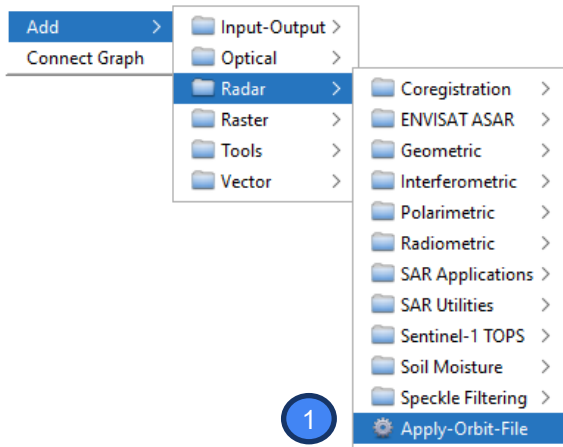 Add
Connect Graph
Input-Output
Optical
Radar
Raster
Tools
Vector
Coregistration
ENVISAT ASAR
Geometric
Interferometric
Polarimetric
Radiometric
SAR Applications
SAR Utilities
Sentinel-1 TOPS
Soil Moisture
Speckle Filtering
1
Apply-Orbit-File